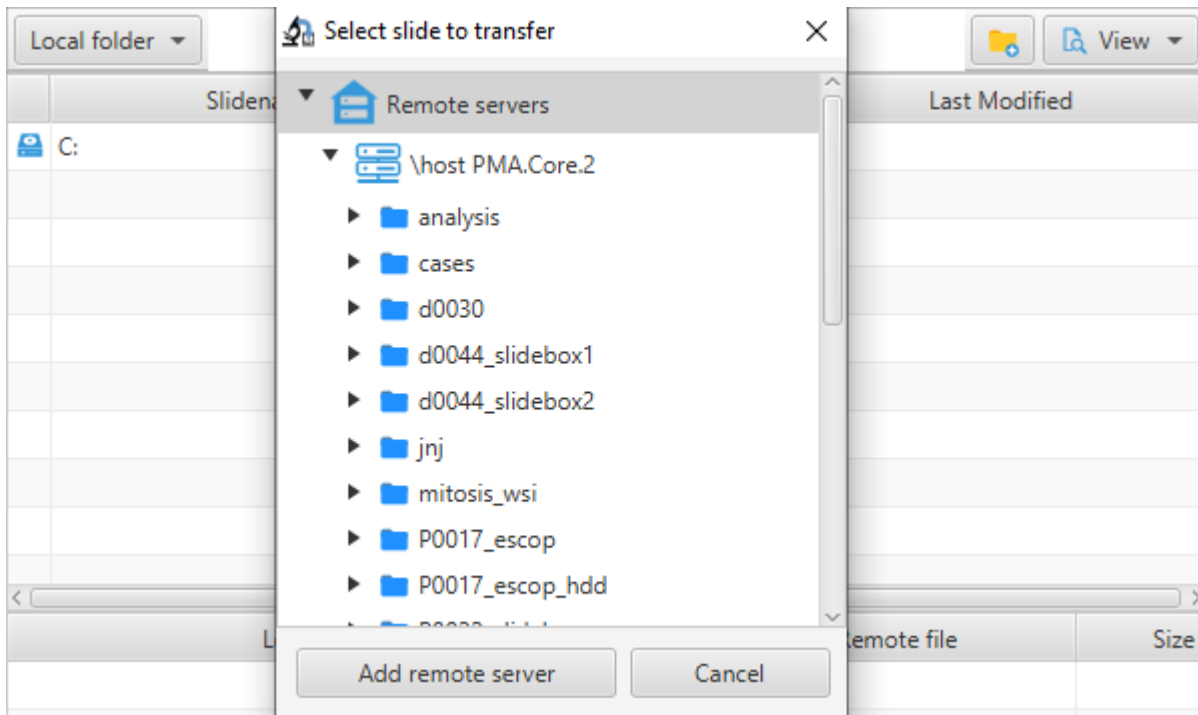 Select slide to transfer
Local folder
View
Slidena
Last Modified
Remote servers
C:
\host PMA.Core.2
analysis
cases
d0030
d0044_slidebox1
d0044_slidebox2
jnj
mitosis_wsi
P0017_escop
P0017_escop_hdd
L
Remote file
Size
Add remote server
Cancel